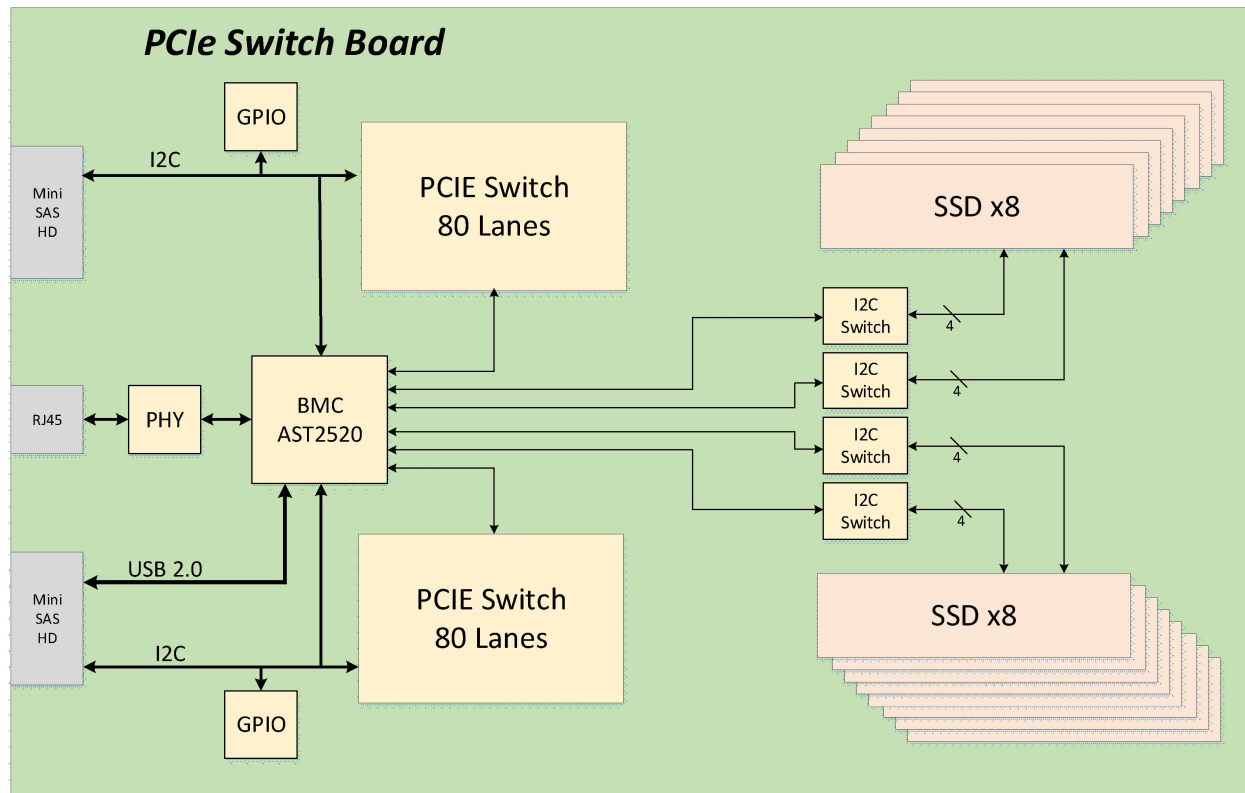 PCIe Switch Board
GPIO
I2C
Mini
SAS
HD
PCIE Switch
80 Lanes
SSD x8
I2C
Switch
4
I2C
Switch
4
RJ45
PHY
BMC
AST2520
I2C
Switch
4
I2C
Switch
4
USB 2.0
Mini
SAS
HD
I2C
PCIE Switch
80 Lanes
SSD x8
GPIO